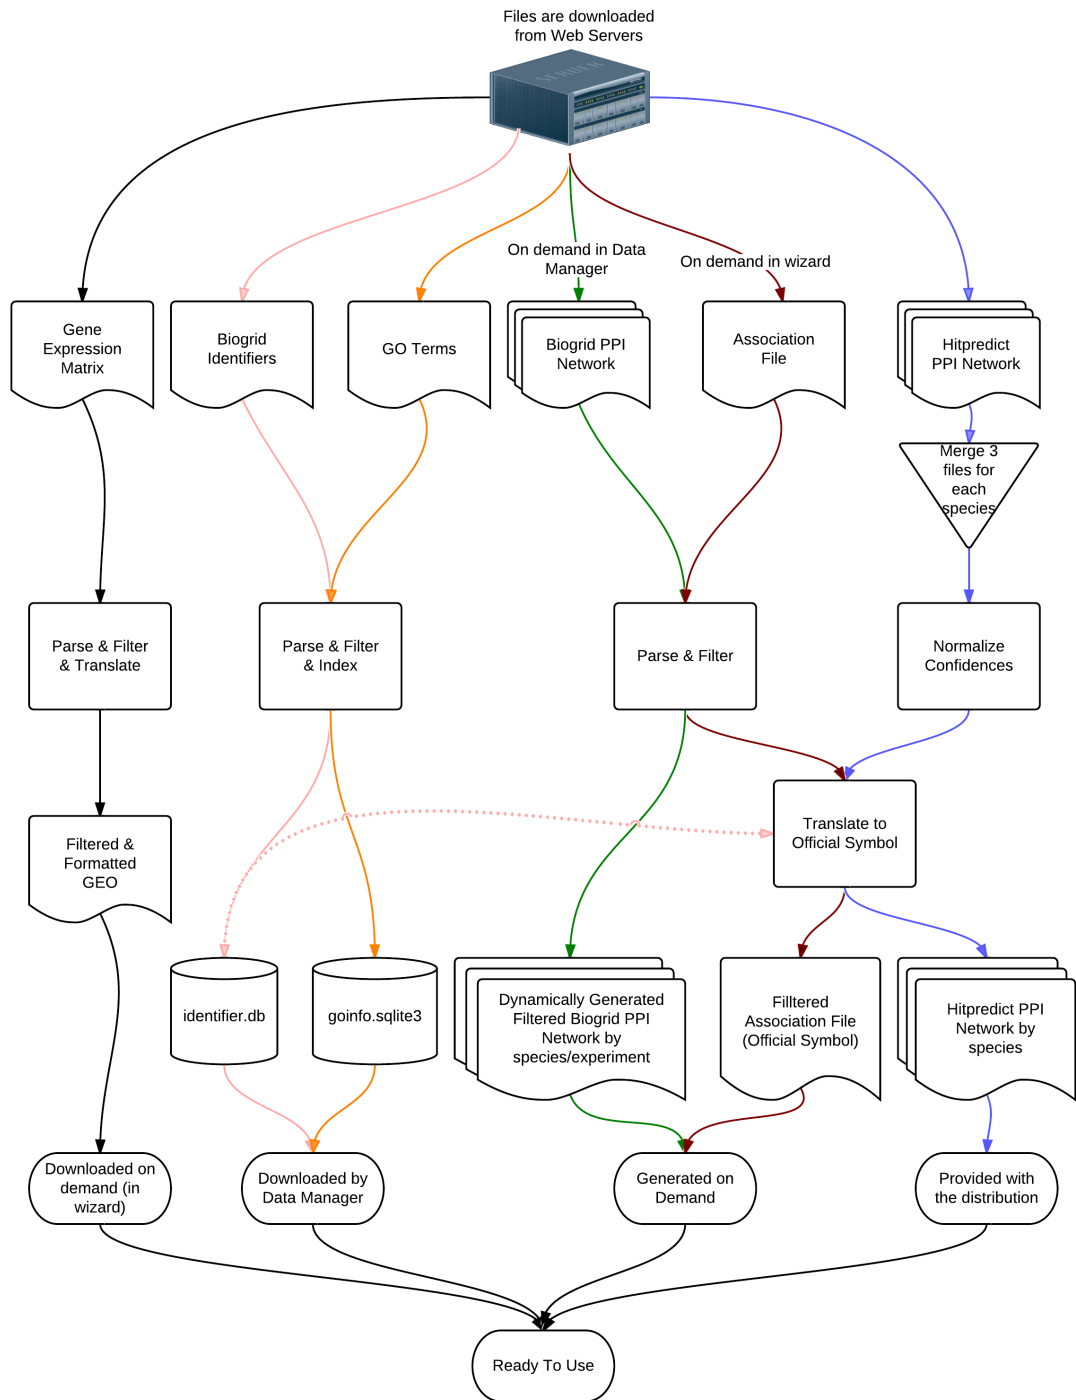 Files are downloaded
from Web Servers
SERVER
On demand in Data
Manager
On demand in wizard
Gene
Expression
Matrix
Biogrid
Identifiers
GO Terms
Biogrid PPI
Network
Association
File
Hitpredict
PPI Network
Merge 3
files for
each
species
Parse & Filter
& Translate
Parse & Filter
& Index
Parse & Filter
Normalize
Confidences
Translate to
Official Symbol
Filtered &
Formatted
GEO
identifier.db
goinfo.sqlite3
Dynamically Generated
Filtered Biogrid PPI
Network by
species/experiment
Filltered
Association File
(Official Symbol)
Hitpredict PPI
Network by
species
Downloaded on
demand (in
wizard)
Downloaded by
Data Manager
Generated on
Demand
Provided with
the distribution
Ready To Use